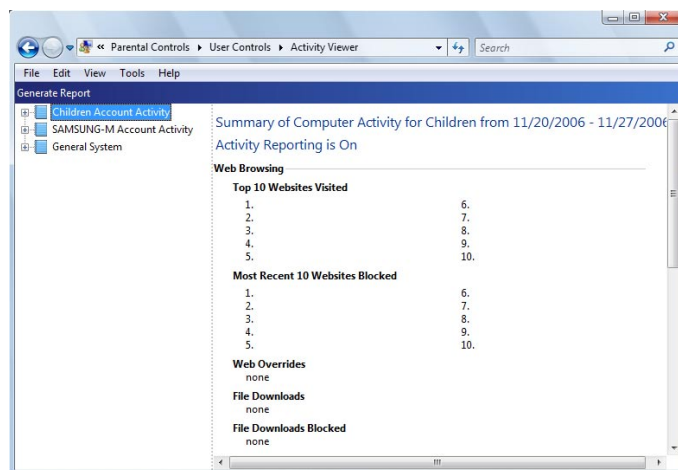 « Parental Controls ▸ User Controls ▸ Activity Viewer
Search
File Edit View Tools Help
Generate Report
Children Account Activity
SAMSUNG-M Account Activity
General System
Summary of Computer Activity for Children from 11/20/2006 - 11/27/2006
Activity Reporting is On
Web Browsing
Top 10 Websites Visited
1. 6.
2. 7.
3. 8.
4. 9.
5. 10.
Most Recent 10 Websites Blocked
1. 6.
2. 7.
3. 8.
4. 9.
5. 10.
Web Overrides
none
File Downloads
none
File Downloads Blocked
none